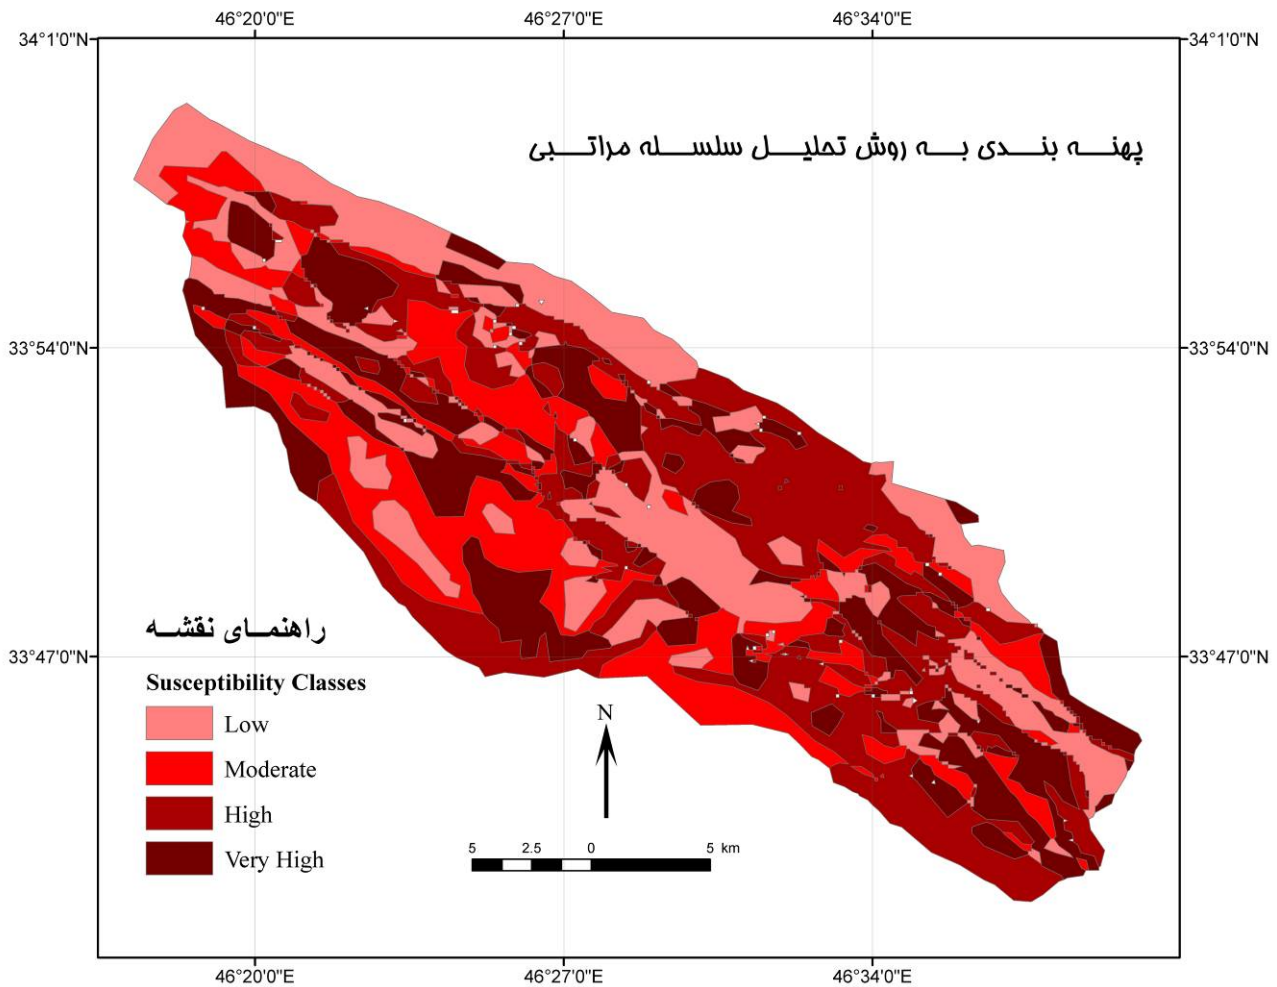 46°20'0"E 46°27'0"E 46°34'0"E
34°1'0"N 34°1'0"N
پهنه بندی به روش تحلیل سلسله مراتبی
33°54'0"N 33°54'0"N
راهنمای نقشه
33°47'0"N 33°47'0"N
Susceptibility Classes
Low
Moderate
High
Very High
N
5 2.5 0 5 km
46°20'0"E 46°27'0"E 46°34'0"E